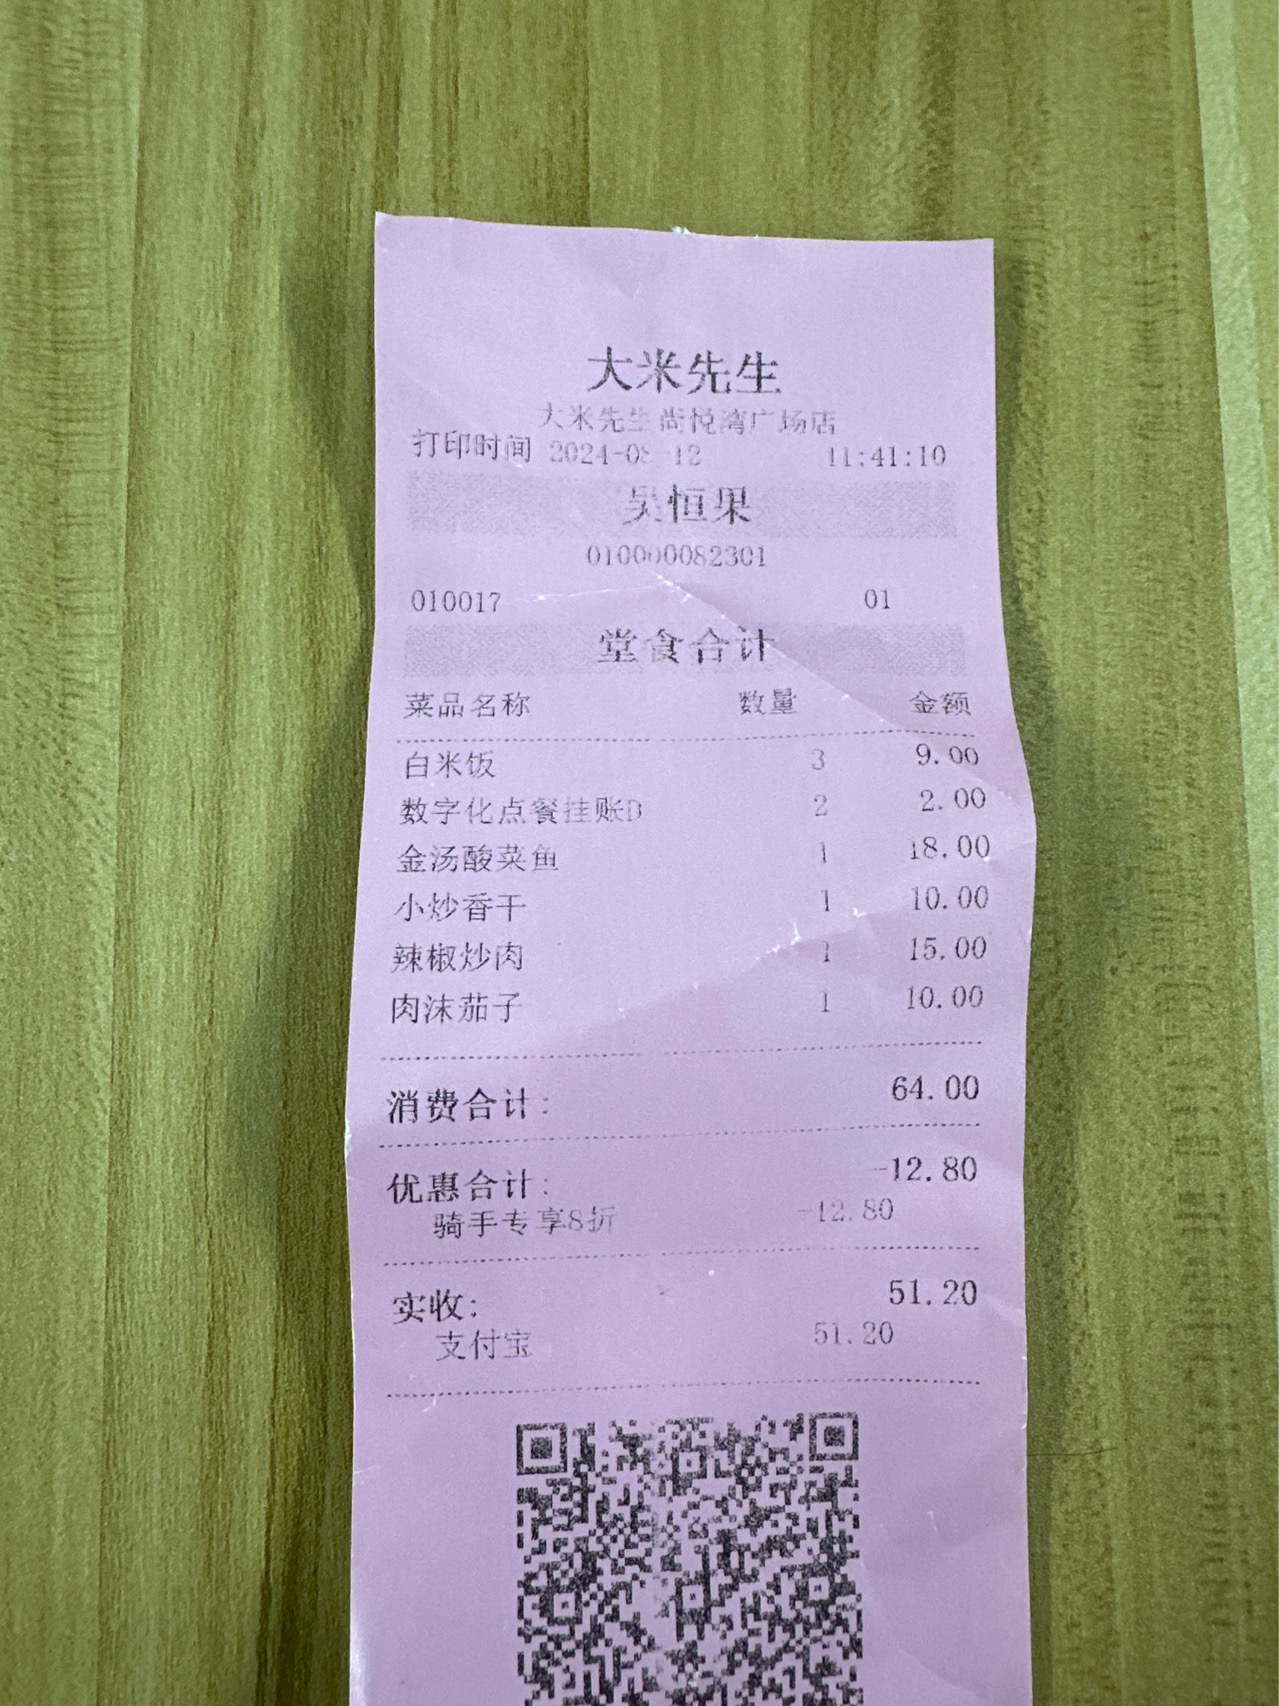 大米先生
大米先生尚悦湾广场店
打印时间 2024-08-12 11:41:10
吴恒果
010000082301
010017 01
堂食合计
菜品名称 数量 金额
白米饭 3 9.00
数字化点餐挂账D 2 2.00
金汤酸菜鱼 1 18.00
小炒香干 1 10.00
辣椒炒肉 1 15.00
肉沫茄子 1 10.00
消费合计: 64.00
优惠合计: -12.80
骑手专享8折 -12.80
实收: 51.20
支付宝 51.20